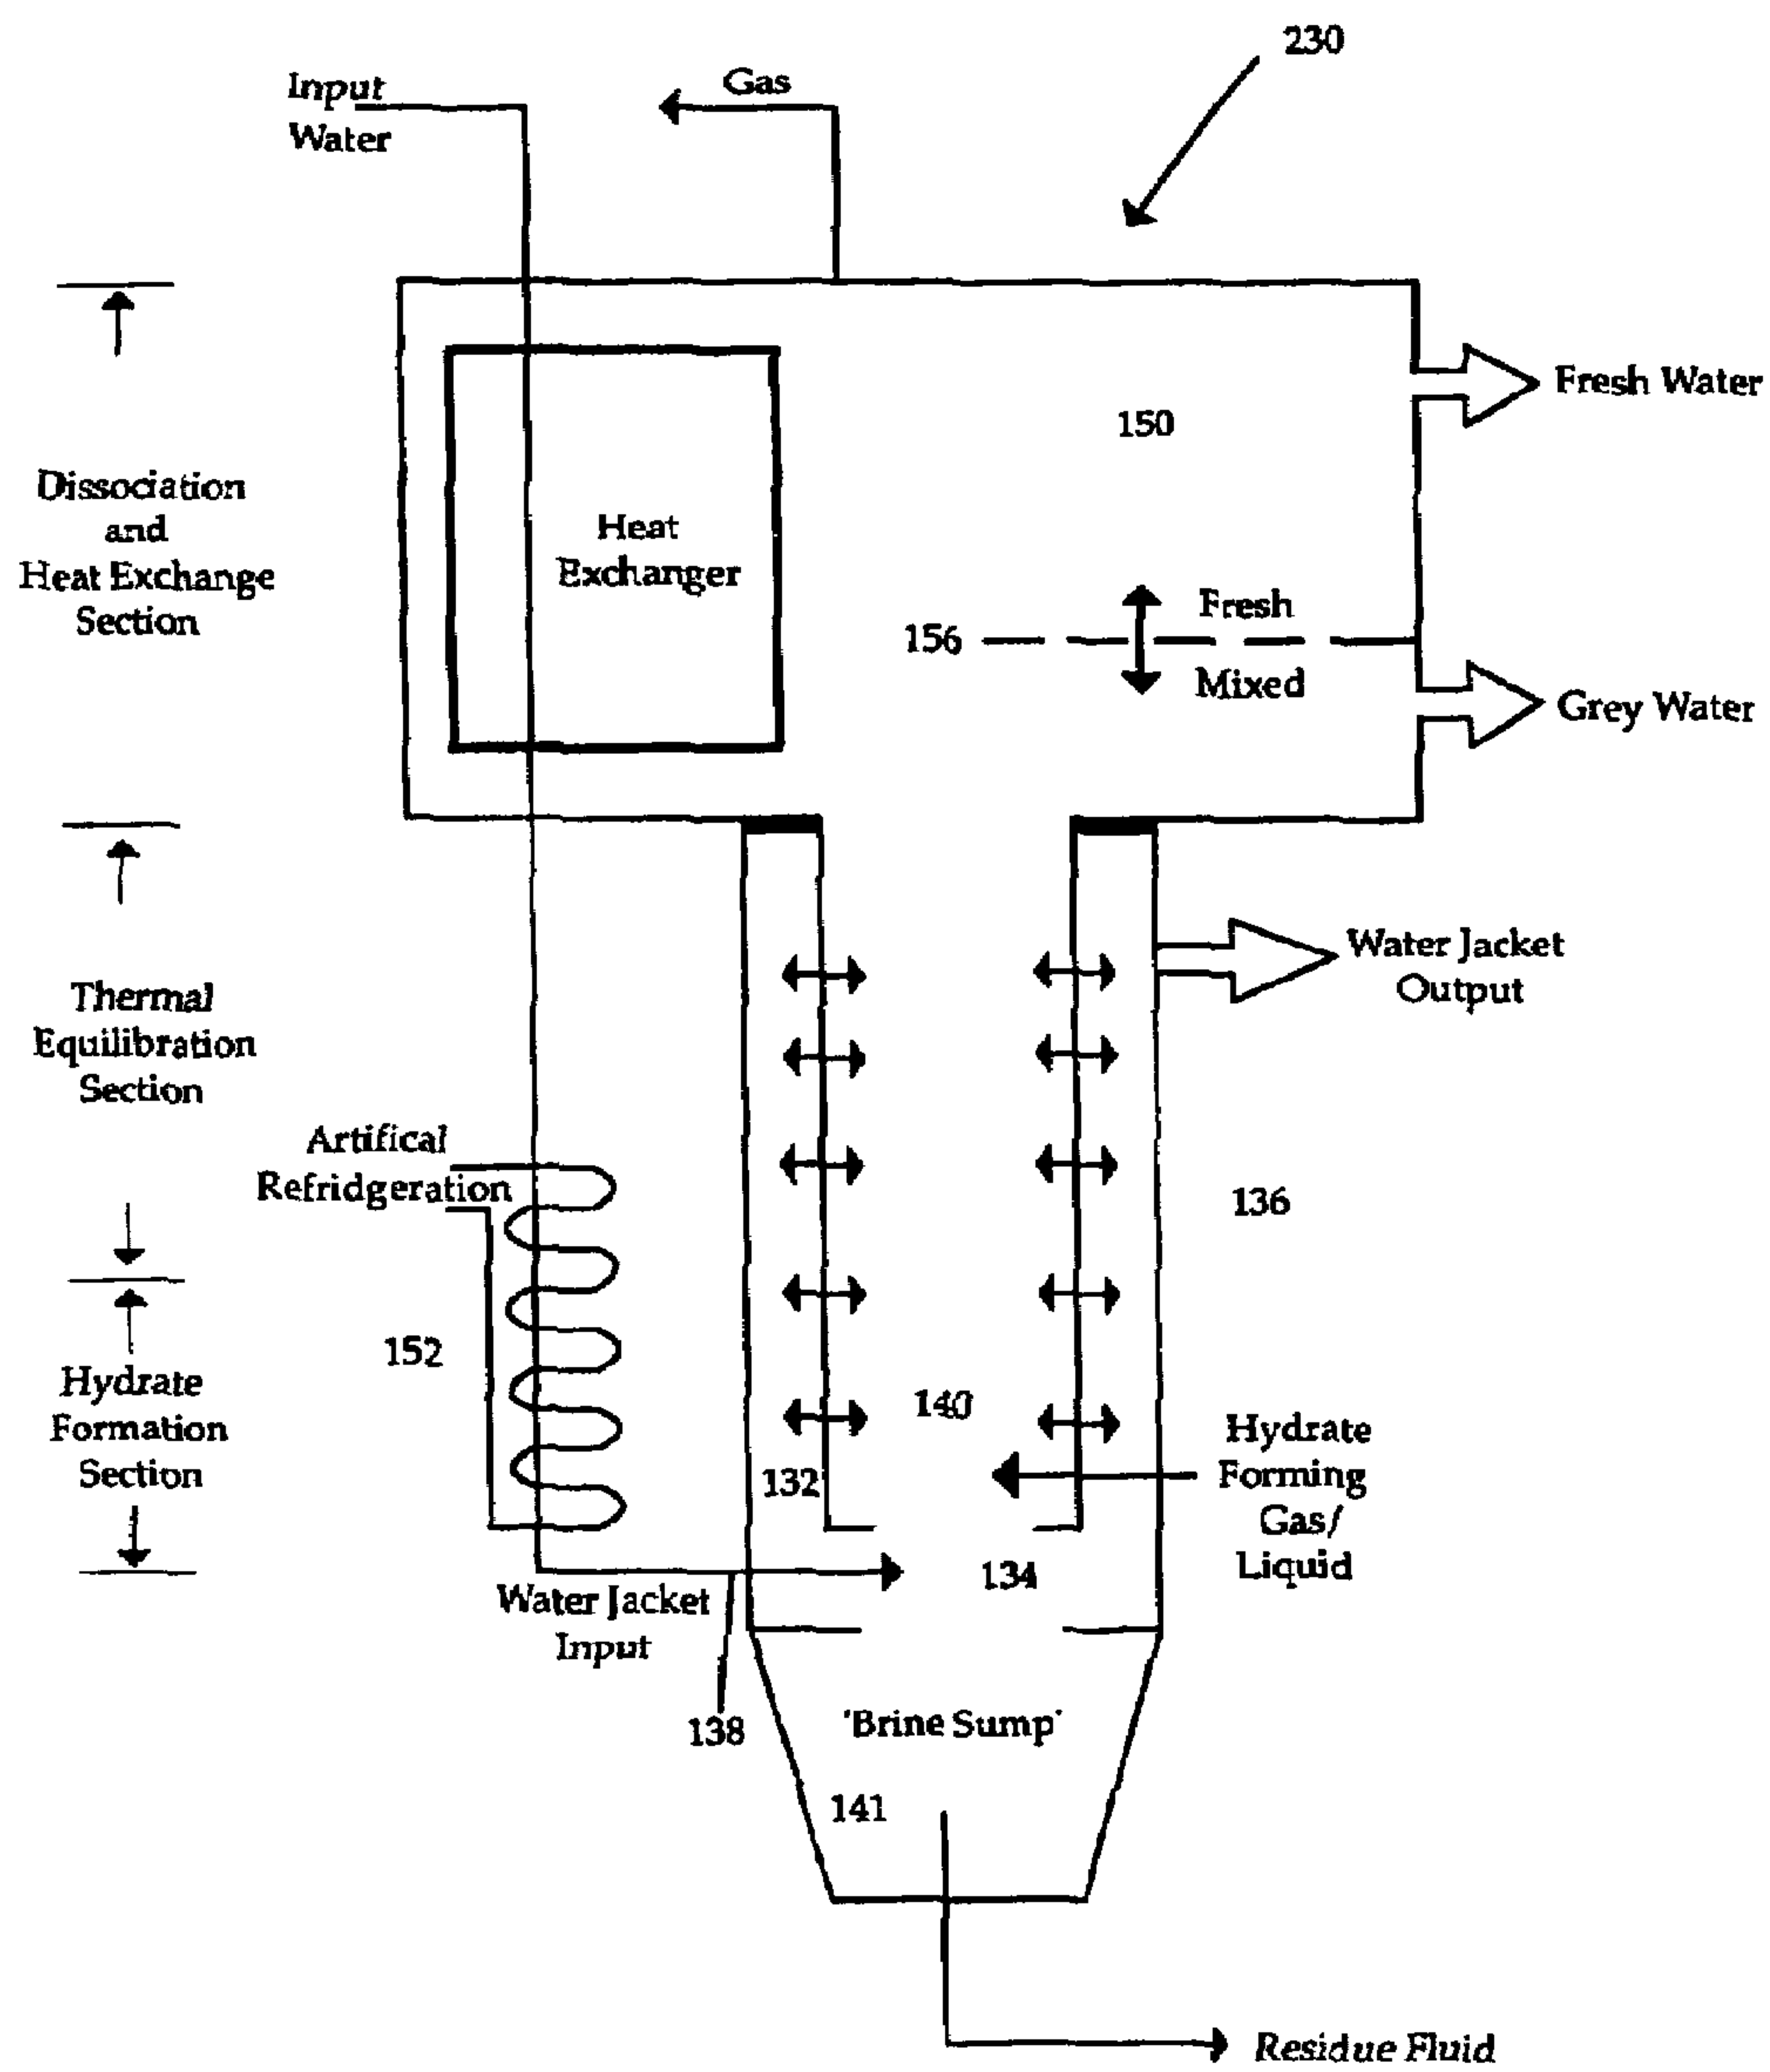 230
Input
Water
Gas
Fresh Water
150
Dissociation
and
Heat Exchange
Section
Heat
Exchanger
156
Fresh
Mixed
Grey Water
Water Jacket
Output
Thermal
Equilibration
Section
Artifical
Refridgeration
136
152
Hydrate
Formation
Section
140
132
Hydrate
Forming
Gas/
Liquid
134
Water Jacket
Input
138
'Brine Sump'
141
Residue Fluid